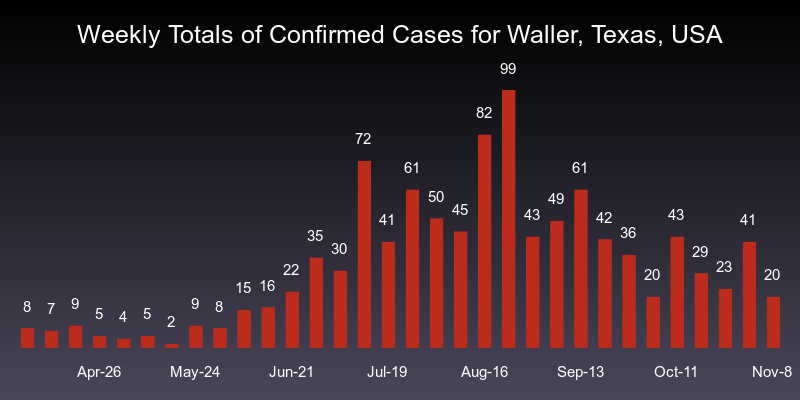 Weekly Totals of Confirmed Cases for Waller, Texas, USA
8 7 9 5 4 5 2 9 8 15 16 22 35 30 72 41 61 50 45 82 99 43 49 61 42 36 20 43 29 23 41 20
Apr-26 May-24 Jun-21 Jul-19 Aug-16 Sep-13 Oct-11 Nov-8